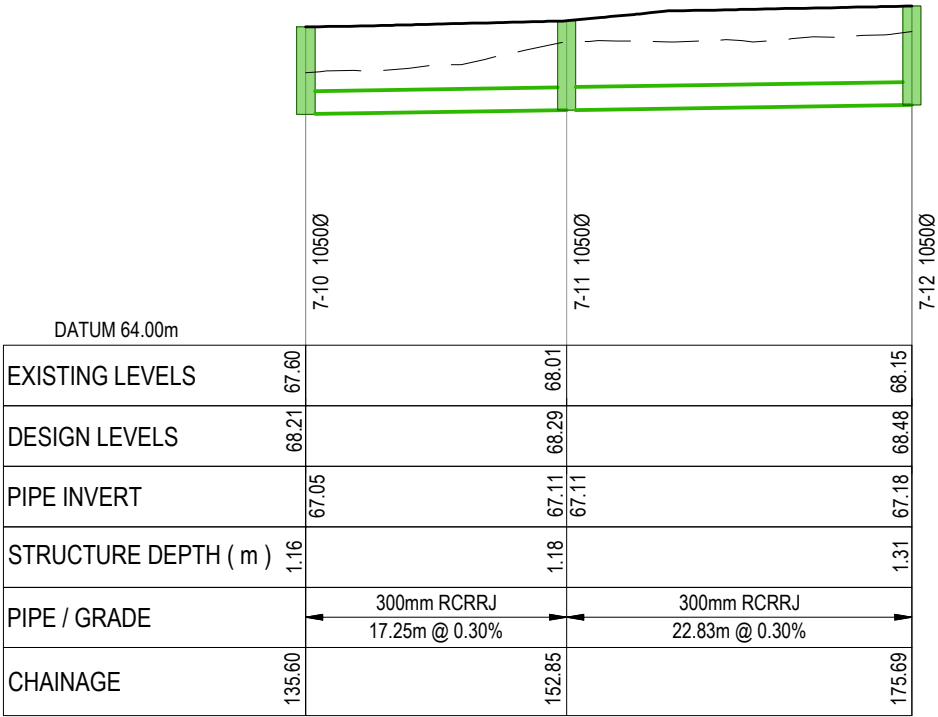 7-10 1050Ø
7-11 1050Ø
7-12 1050Ø
DATUM 64.00m
EXISTING LEVELS 67.60 68.01 68.15
DESIGN LEVELS 68.21 68.29 68.48
PIPE INVERT 67.05 67.11 67.11 67.18
STRUCTURE DEPTH ( m ) 1.16 1.18 1.31
PIPE / GRADE
300mm RCRRJ 300mm RCRRJ
17.25m @ 0.30% 22.83m @ 0.30%
CHAINAGE 135.60 152.85 175.69